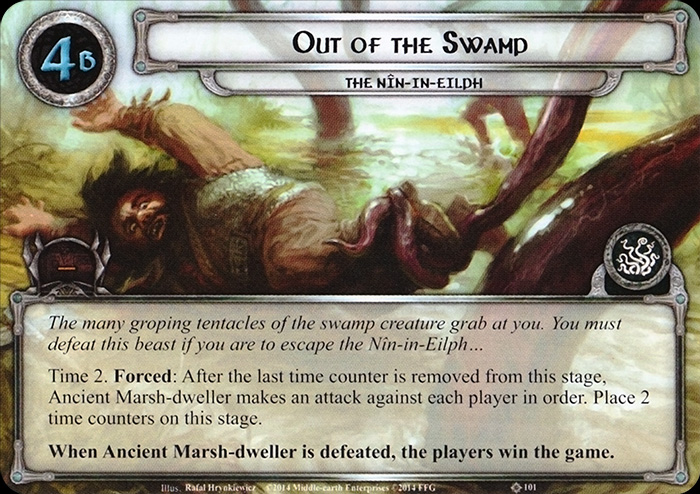 4B
Out of the Swamp
The Nîn-in-Eilph
The many groping tentacles of the swamp creature grab at you. You must
defeat this beast if you are to escape the Nîn-in-Eilph…
Time 2. Forced: After the last time counter is removed from this stage,
Ancient Marsh-dweller makes an attack against each player in order. Place 2
time counters on this stage.
When Ancient Marsh-dweller is defeated, the players win the game.
Illus. Rafał Hrynkiewicz ©2014 Middle-earth Enterprises ©2014 FFG 101